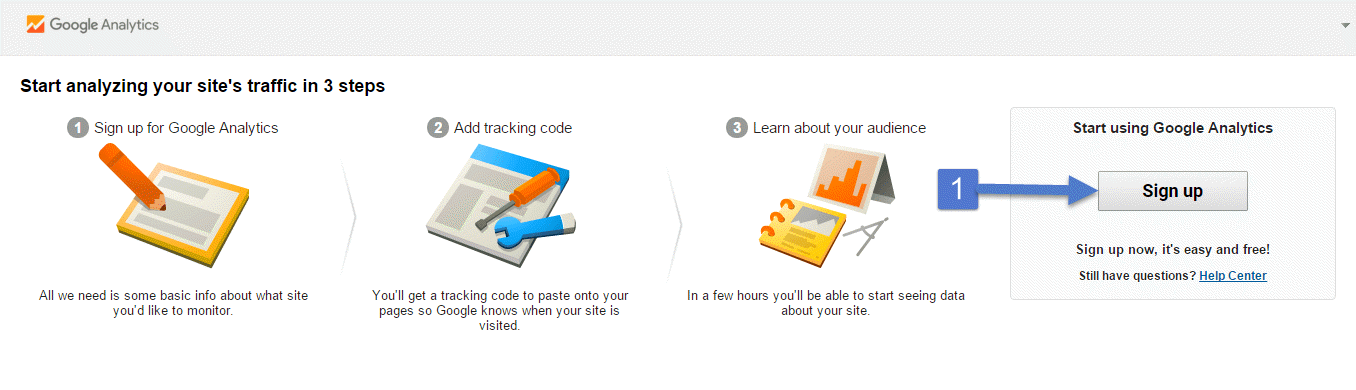 Google Analytics
Start analyzing your site's traffic in 3 steps
1 Sign up for Google Analytics
All we need is some basic info about what site
you'd like to monitor.
2 Add tracking code
You'll get a tracking code to paste onto your
pages so Google knows when your site is
visited.
3 Learn about your audience
In a few hours you'll be able to start seeing data
about your site.
Start using Google Analytics
1
Sign up
Sign up now, it's easy and free!
Still have questions? Help Center